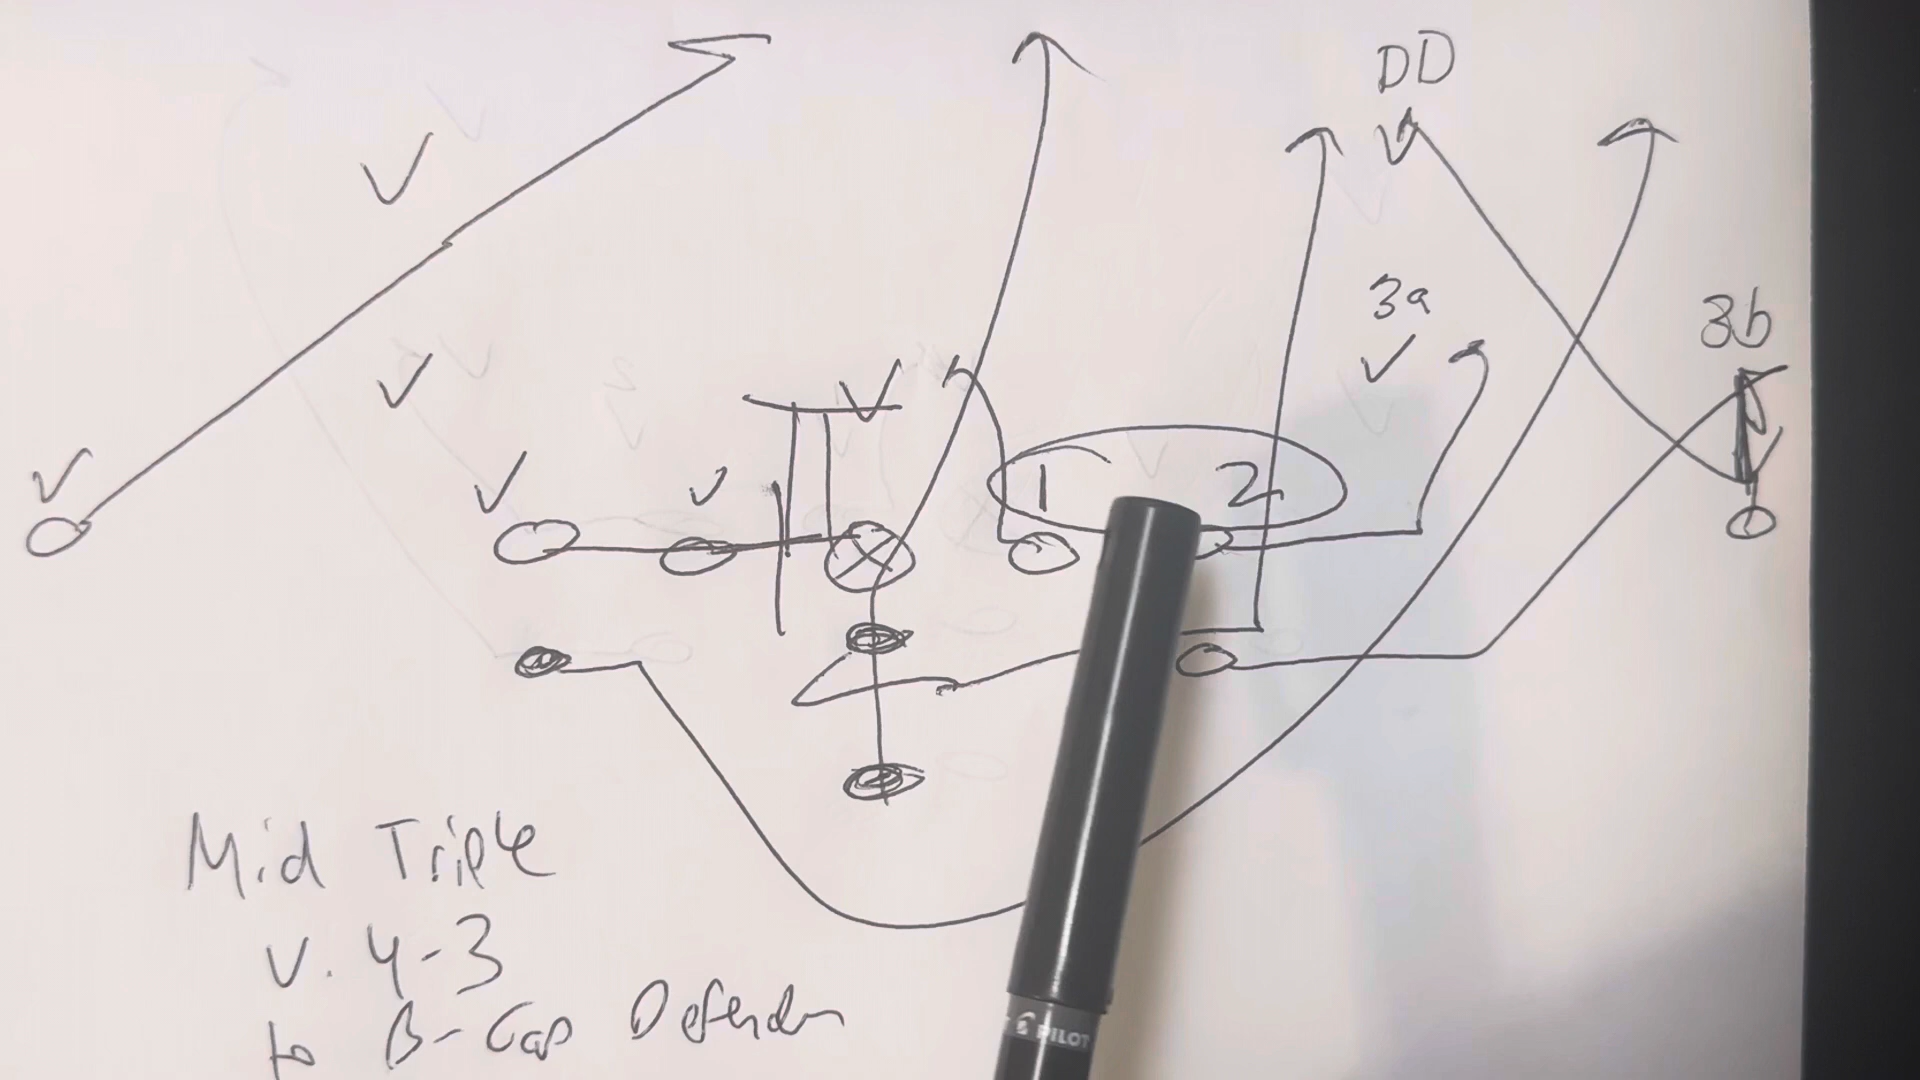 DD
3a
3b
1 2
Mid Triple
v. 4-3
to B-Gap Defender
PILOT